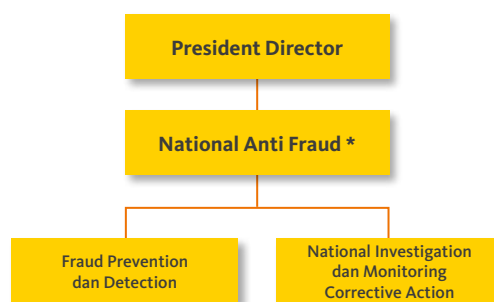 President Director
National Anti Fraud *
Fraud Prevention
dan Detection
National Investigation
dan Monitoring
Corrective Action